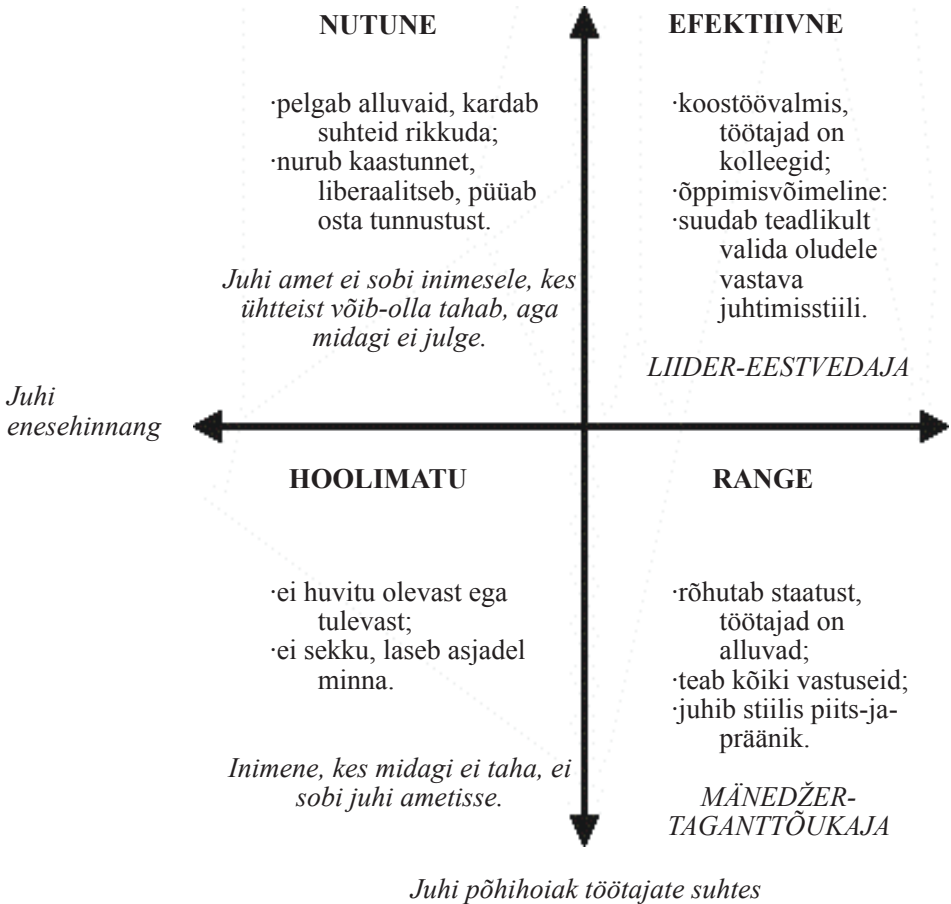 NUTUNE
·pelgab alluvaid, kardab
suhteid rikkuda;
·nurub kaastunnet,
liberaalitseb, püüab
osta tunnustust.
Juhi amet ei sobi inimesele, kes
ühtteist võib-olla tahab, aga
midagi ei julge.
EFEKTIIVNE
·koostöövalmis,
töötajad on
kolleegid;
·õppimisvõimeline:
·suudab teadlikult
valida oludele
vastava
juhtimisstiili.
LIIDER-EESTVEDAJA
Juhi
enesehinnang
HOOLIMATU
·ei huvitu olevast ega
tulevast;
·ei sekku, laseb asjadel
minna.
Inimene, kes midagi ei taha, ei
sobi juhi ametisse.
RANGE
·rõhutab staatust,
töötajad on
alluvad;
·teab kõiki vastuseid;
·juhib stiilis piits-ja-
präänik.
MÄNEDŽER-
TAGANTTÕUKAJA
Juhi põhihoiak töötajate suhtes